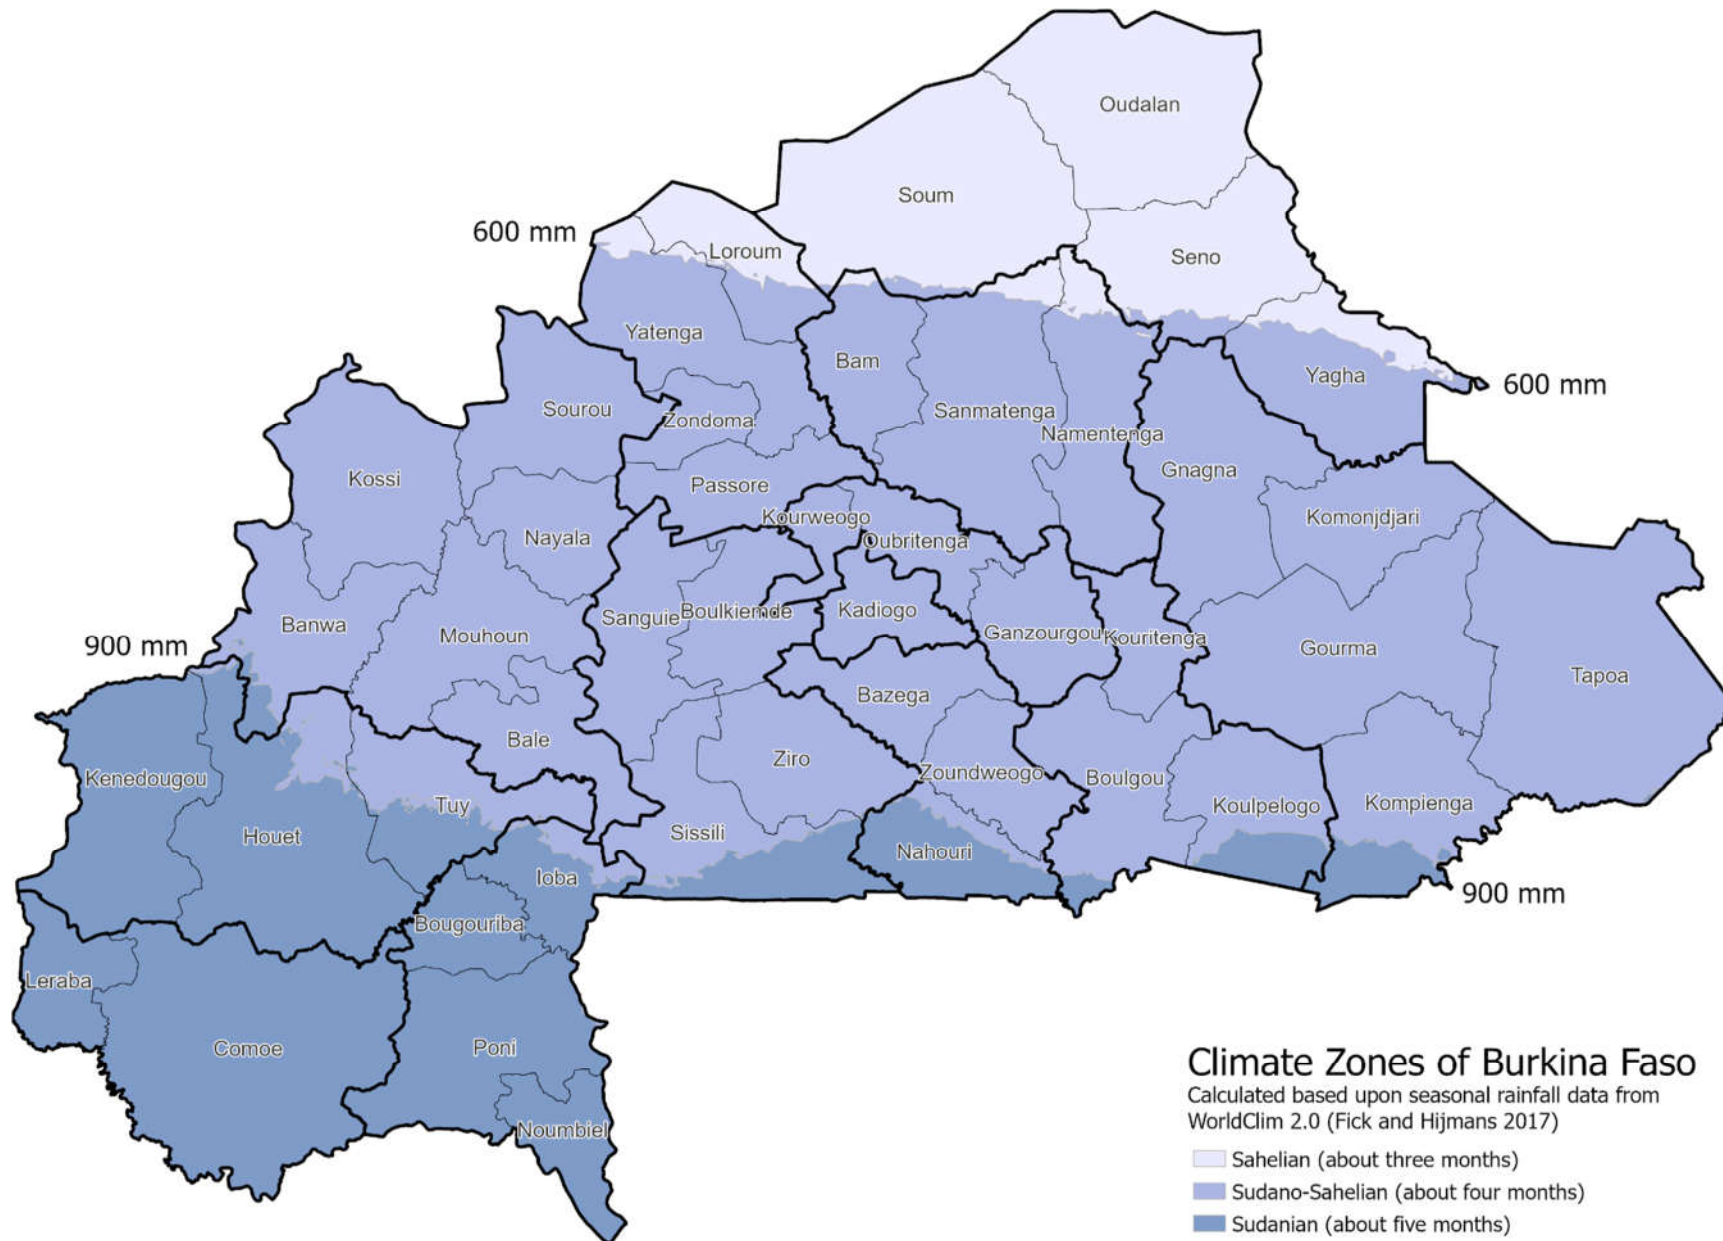 Oudalan
Soum
600 mm
Loroum
Seno
Yatenga
Bam
Yagha
600 mm
Sourou
Zondoma
Sanmatenga
Namentenga
Kossi
Passore
Gnagna
Kourweogo
Komonjdjari
Nayala
Oubritenga
Banwa
Mouhoun
Sanguie
Boulkiemde
Kadiogo
Ganzourgou
Kouritenga
900 mm
Gourma
Tapoa
Bazega
Bale
Ziro
Kenedougou
Zoundweogo
Boulgou
Tuy
Koulpelogo
Kompienga
Houet
Sissili
Nahouri
Ioba
900 mm
Bougouriba
Leraba
Comoe
Poni
Noumbiel
Climate Zones of Burkina Faso
Calculated based upon seasonal rainfall data from
WorldClim 2.0 (Fick and Hijmans 2017)
Sahelian (about three months)
Sudano-Sahelian (about four months)
Sudanian (about five months)